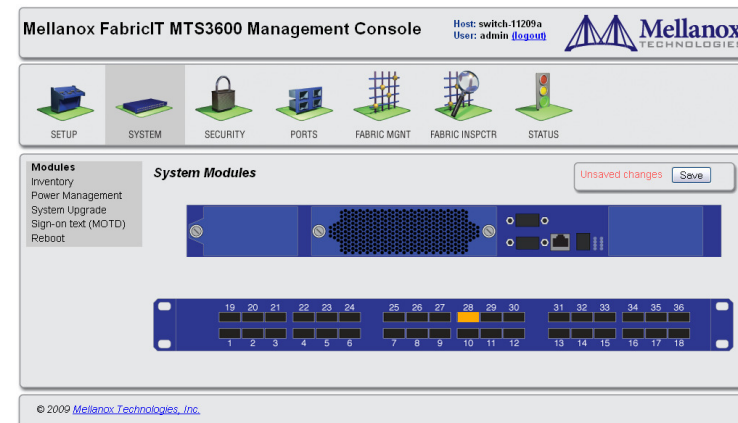 Mellanox FabricIT MTS3600 Management Console
Host: switch-11209a
User: admin (logout)
Mellanox
TECHNOLOGIES
SETUP SYSTEM SECURITY PORTS FABRIC MGNT FABRIC INSPCTR STATUS
Modules
Inventory
Power Management
System Upgrade
Sign-on text (MOTD)
Reboot
System Modules
Unsaved changes Save
19 20 21 22 23 24 25 26 27 28 29 30 31 32 33 34 35 36
1 2 3 4 5 6 7 8 9 10 11 12 13 14 15 16 17 18
© 2009 Mellanox Technologies, Inc.